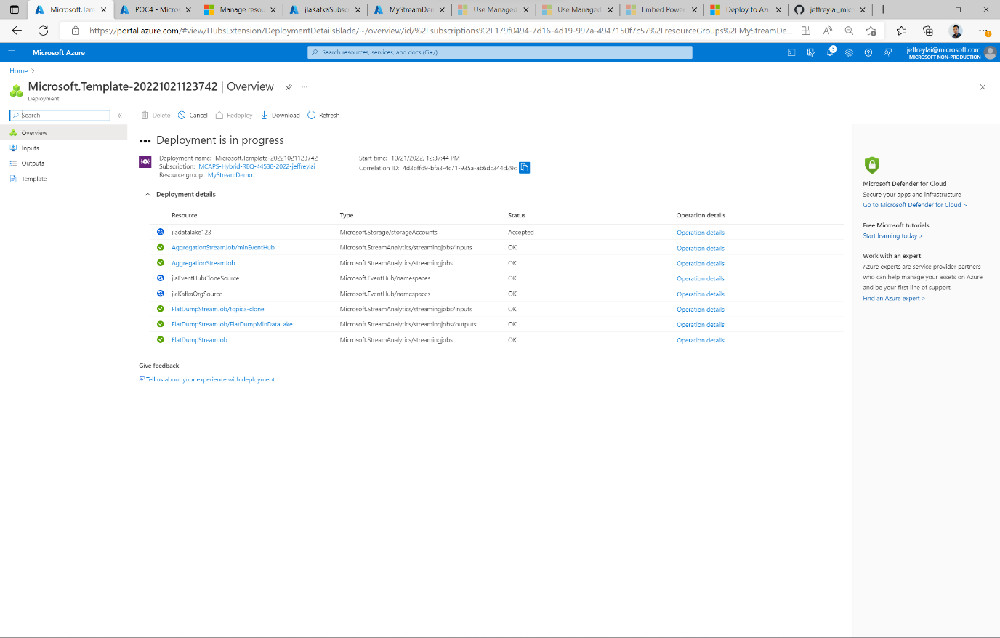 Microsoft.Tem
POC4 - Micros
Manage resou
jlaKafkaSubsc
MyStreamDem
Use Managed
Use Managed
Embed Power
Deploy to Azu
jeffreylai_micr
https://portal.azure.com/#view/HubsExtension/DeploymentDetailsBlade/~/overview/id/%2Fsubscriptions%2F179f0494-7d16-4d19-997a-4947150f7c57%2FresourceGroups%2FMyStreamDe...
Microsoft Azure
Search resources, services, and docs (G+/)
5
jeffreylai@microsoft.com
MICROSOFT NON-PRODUCTION
Home >
Microsoft.Template-20221021123742 | Overview
Deployment
Search
Delete Cancel Redeploy Download Refresh
Overview
Inputs
Outputs
Template
Deployment is in progress
Deployment name: Microsoft.Template-20221021123742
Subscription: MCAPS-Hybrid-REQ-44538-2022-jeffreylai
Resource group: MyStreamDemo
Start time: 10/21/2022, 12:37:44 PM
Correlation ID: 4d3bffd9-bfa3-4c71-935a-ab6dc344d29c
Deployment details
Resource Type Status Operation details
jladatalake123 Microsoft.Storage/storageAccounts Accepted Operation details
AggregationStreamJob/minEventHub Microsoft.StreamAnalytics/streamingjobs/inputs OK Operation details
AggregationStreamJob Microsoft.StreamAnalytics/streamingjobs OK Operation details
jlaEventHubCloneSource Microsoft.EventHub/namespaces OK Operation details
jlaKafkaOrgSource Microsoft.EventHub/namespaces OK Operation details
FlatDumpStreamJob/topica-clone Microsoft.StreamAnalytics/streamingjobs/inputs OK Operation details
FlatDumpStreamJob/FlatDumpMinDataLake Microsoft.StreamAnalytics/streamingjobs/outputs OK Operation details
FlatDumpStreamJob Microsoft.StreamAnalytics/streamingjobs OK Operation details
Give feedback
Tell us about your experience with deployment
Microsoft Defender for Cloud
Secure your apps and infrastructure
Go to Microsoft Defender for Cloud >
Free Microsoft tutorials
Start learning today >
Work with an expert
Azure experts are service provider partners
who can help manage your assets on Azure
and be your first line of support.
Find an Azure expert >